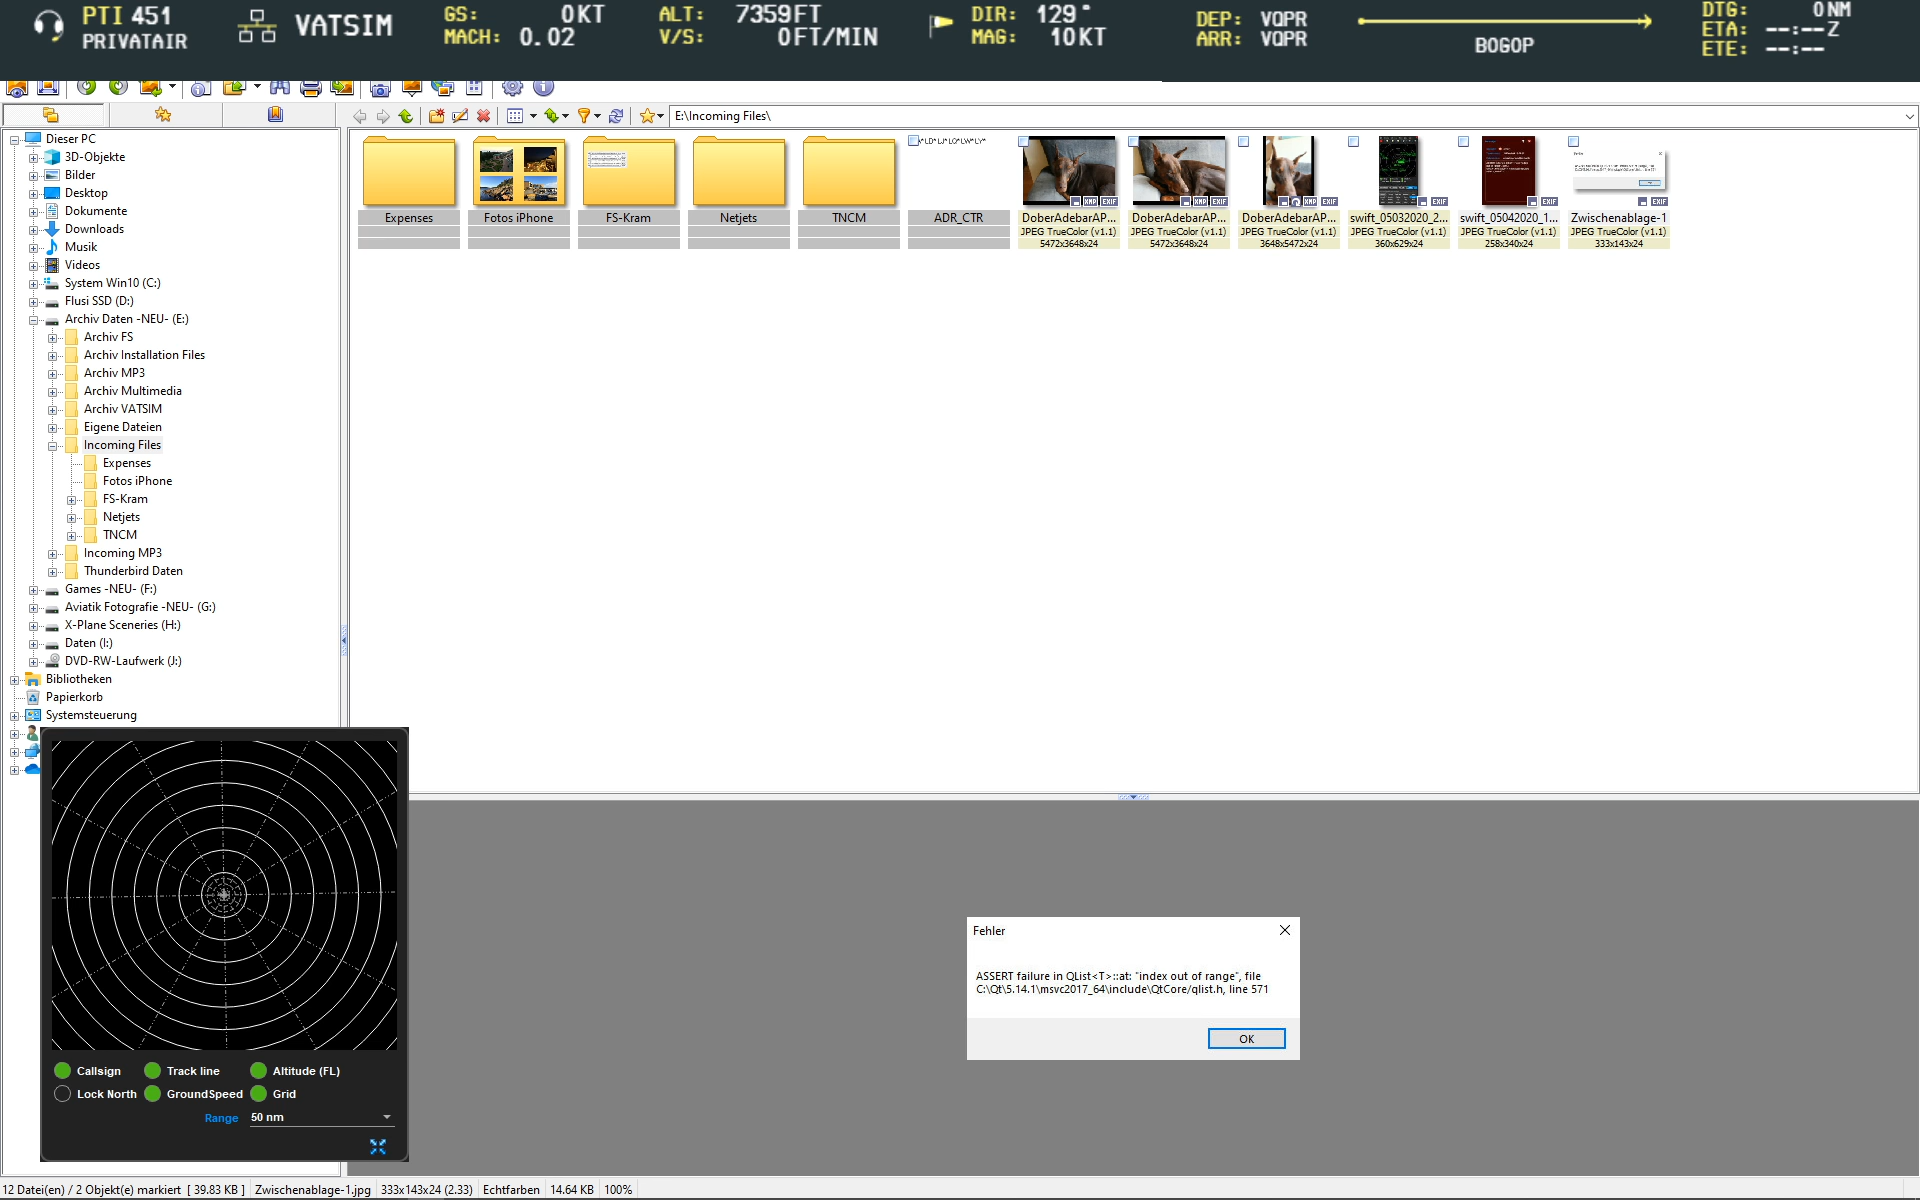 PTI 451
PRIVATAIR
VATSIM
GS: 0KT
MACH: 0.02
ALT: 7359FT
V/S: 0FT/MIN
DIR: 129°
MAG: 10KT
DEP: VQPR
ARR: VQPR
BOGOP
DTG: 0NM
ETA: --:--Z
ETE: --:--
E:\Incoming Files\
Dieser PC
3D-Objekte
Bilder
Desktop
Dokumente
Downloads
Musik
Videos
System Win10 (C:)
Flusi SSD (D:)
Archiv Daten -NEU- (E:)
Archiv FS
Archiv Installation Files
Archiv MP3
Archiv Multimedia
Archiv VATSIM
Eigene Dateien
Incoming Files
Expenses
Fotos iPhone
FS-Kram
Netjets
TNCM
Incoming MP3
Thunderbird Daten
Games -NEU- (F:)
Aviatik Fotografie -NEU- (G:)
X-Plane Sceneries (H:)
Daten (I:)
DVD-RW-Laufwerk (J:)
Bibliotheken
Papierkorb
Systemsteuerung
Expenses
Fotos iPhone
FS-Kram
Netjets
TNCM
ADR_CTR
XMP EXIF
DoberAdebarAP...
JPEG TrueColor (v1.1)
5472x3648x24
XMP EXIF
DoberAdebarAP...
JPEG TrueColor (v1.1)
5472x3648x24
XMP EXIF
DoberAdebarAP...
JPEG TrueColor (v1.1)
3648x5472x24
EXIF
swift_05032020_2...
JPEG TrueColor (v1.1)
360x629x24
EXIF
swift_05042020_1...
JPEG TrueColor (v1.1)
258x340x24
EXIF
Zwischenablage-1
JPEG TrueColor (v1.1)
333x143x24
Callsign
Track line
Altitude (FL)
Lock North
GroundSpeed
Grid
Range 50 nm
Fehler
ASSERT failure in QList<T>::at: "index out of range", file
C:\Qt\5.14.1\msvc2017_64\include\QtCore/qlist.h, line 571
OK
12 Datei(en) / 2 Objekt(e) markiert [ 39.83 KB ] Zwischenablage-1.jpg 333x143x24 (2.33) Echtfarben 14.64 KB 100%